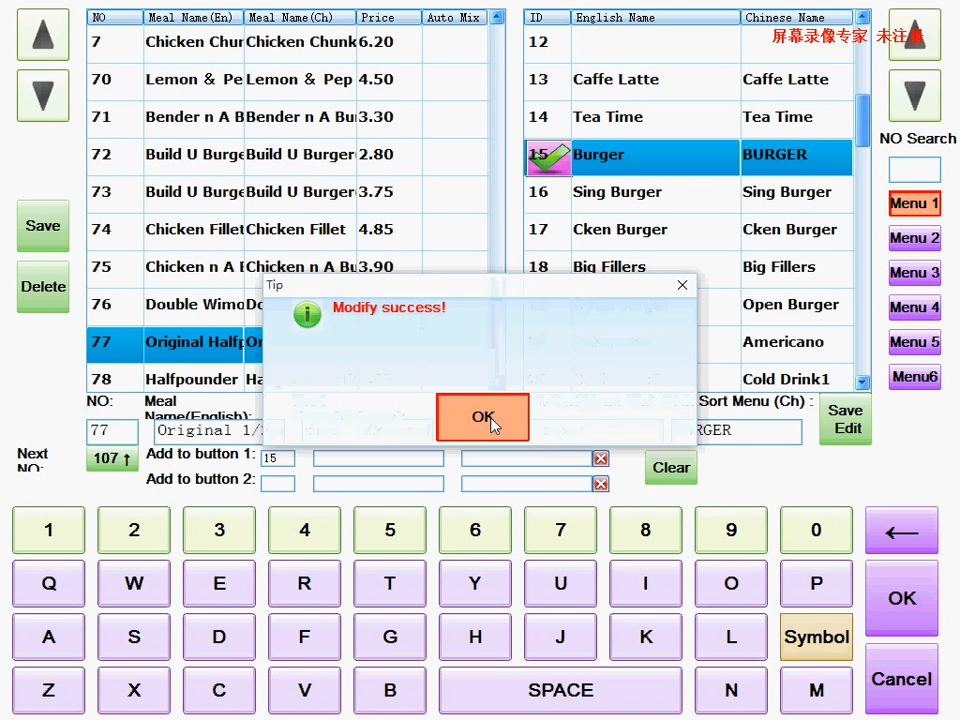 NO Meal Name(En) Meal Name(Ch) Price Auto Mix
7 Chicken Chun Chicken Chunk 6.20
70 Lemon & Pe Lemon & Pep 4.50
71 Bender n A B Bender n A Bu 3.30
72 Build U Burge Build U Burger 2.80
73 Build U Burge Build U Burger 3.75
74 Chicken Fillet Chicken Fillet 4.85
75 Chicken n A Chicken n A Bu 3.90
76 Double Wimo Do
77 Original Halfp Or
78 Halfpounder Ha
ID English Name Chinese Name
12
13 Caffe Latte Caffe Latte
14 Tea Time Tea Time
15 Burger BURGER
16 Sing Burger Sing Burger
17 Cken Burger Cken Burger
18 Big Fillers Big Fillers
Open Burger
Americano
Cold Drink1
屏幕录像专家 未注册
NO Search
Menu 1
Menu 2
Menu 3
Menu 4
Menu 5
Menu6
Save
Delete
Tip
Modify success!
OK
NO: Meal
Name(English):
Sort Menu (Ch) :
77 Original 1/2 RGER
Save
Edit
Next
NO:
107 ↑
Add to button 1: 15
Add to button 2:
Clear
1 2 3 4 5 6 7 8 9 0 ←
Q W E R T Y U I O P OK
A S D F G H J K L Symbol
Z X C V B SPACE N M Cancel